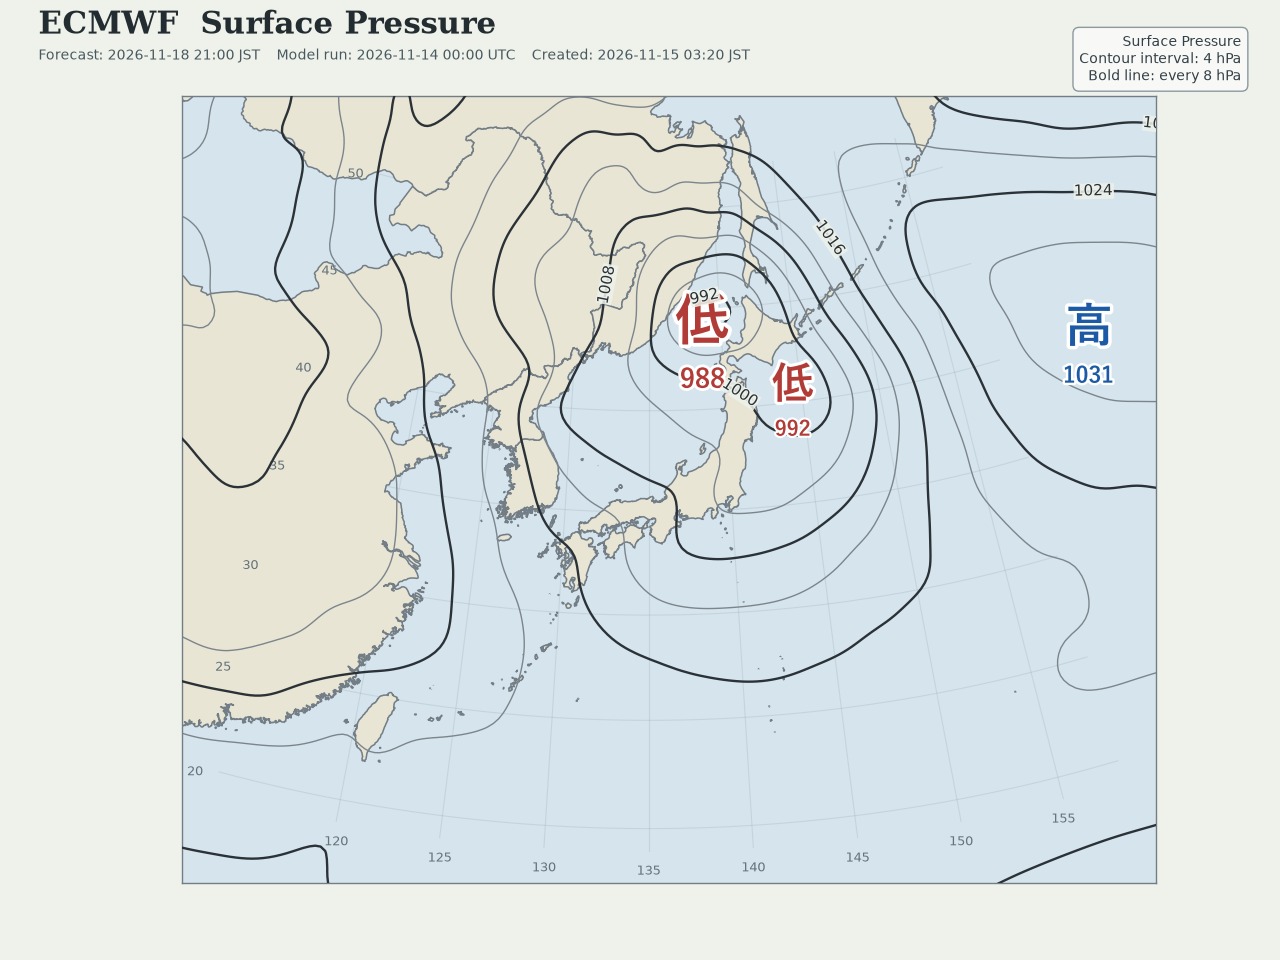 ECMWF  Surface Pressure
Forecast: 2026-11-18 21:00 JST    Model run: 2026-11-14 00:00 UTC    Created: 2026-11-15 03:20 JST
Surface Pressure
Contour interval: 4 hPa
Bold line: every 8 hPa
50
1024
1016
45
1008
992
低
988
高
1031
40
低
1000
992
35
30
25
20
120
125
130
135
140
145
150
155